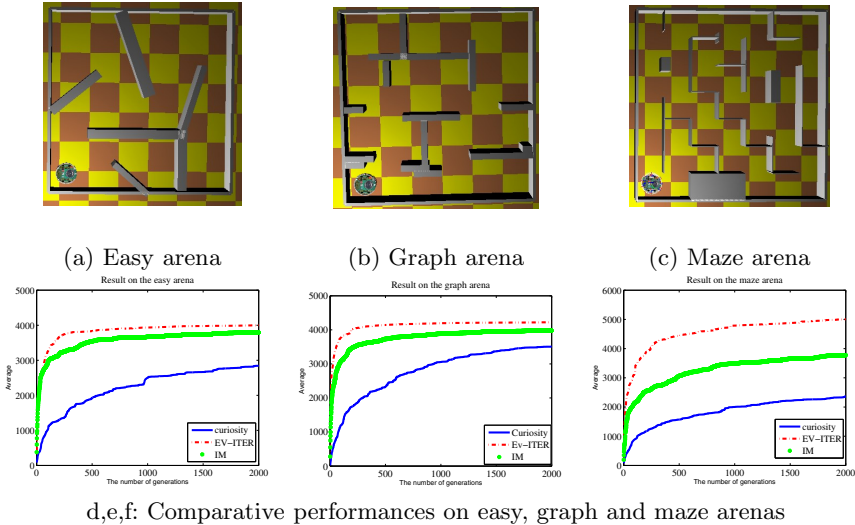 (a) Easy arena
(b) Graph arena
(c) Maze arena
Result on the easy arena
5000
4000
3000
2000
1000
0
0
500
1000
1500
2000
Average
The number of generations
curiosity
EV-ITER
IM
Result on the graph arena
5000
4000
3000
2000
1000
0
0
500
1000
1500
2000
Average
The number of generations
Curiosity
Ev-ITER
IM
Result on the maze arena
6000
5000
4000
3000
2000
1000
0
0
500
1000
1500
2000
Average
The number of generations
curiosity
EV-ITER
IM
d,e,f: Comparative performances on easy, graph and maze arenas